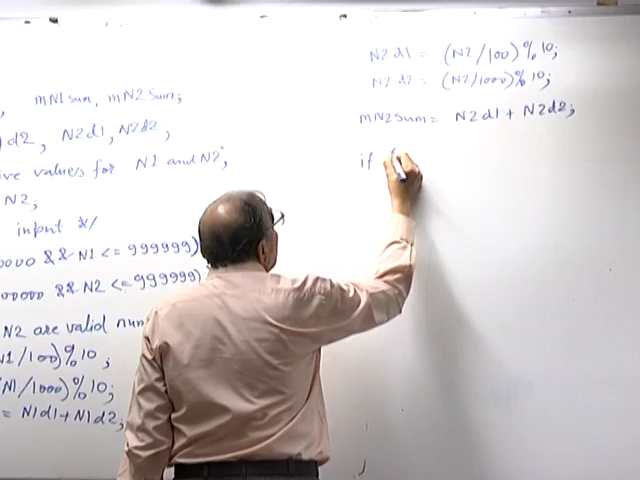 mN1sum, mN2sum;
d2, N2d1, N2d2;
ive values for N1 and N2;
N2;
input */
0000 && N1 <= 999999)
00000 && N2 <= 999999)
N2 are valid num
N1/100)%10;
(N1/1000)%10;
= N1d1+N1d2;
N2d1 = (N2/100)%10;
N2d2 = (N2/1000)%10;
mN2sum = N2d1 + N2d2;
if (